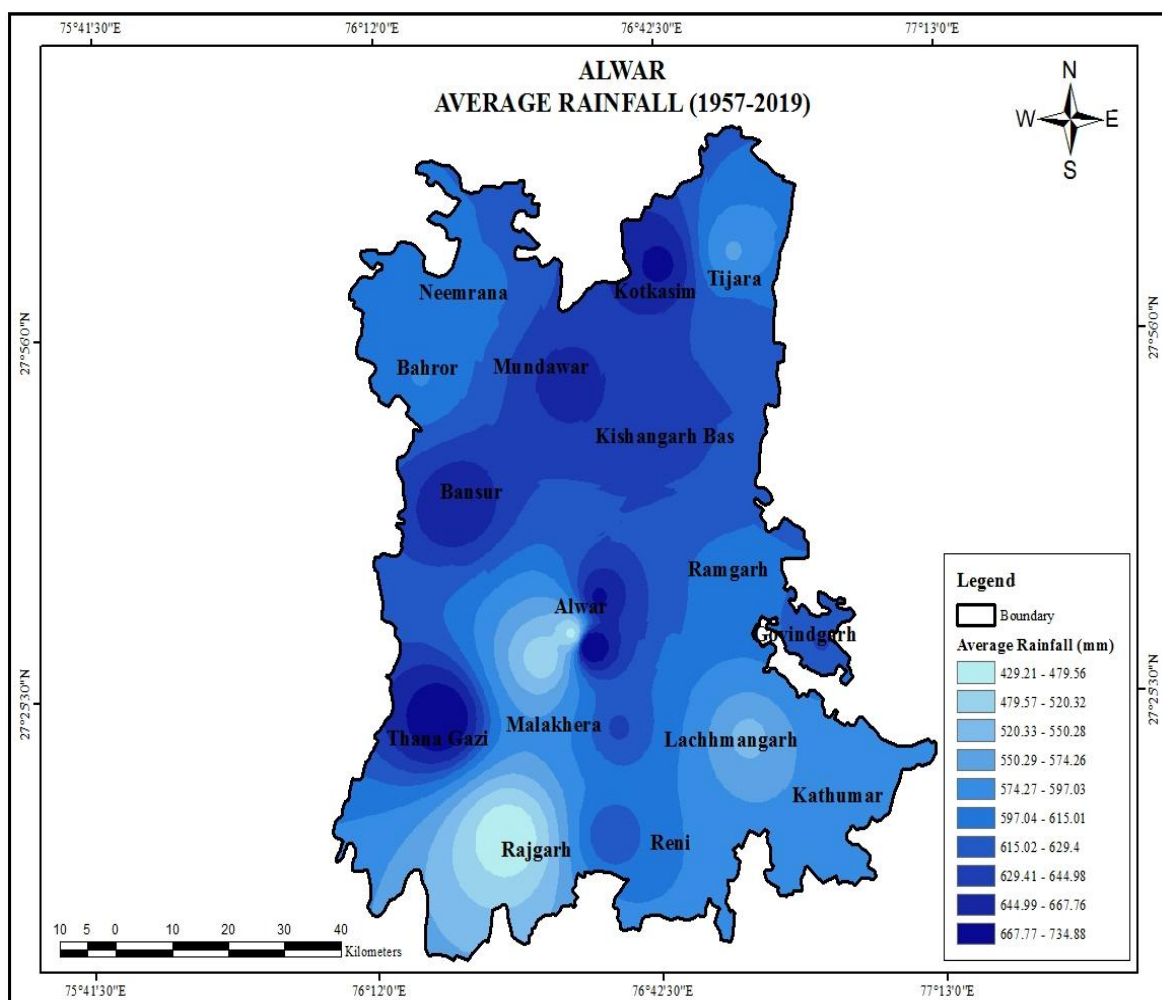 75°41'30"E
76°12'0"E
76°42'30"E
77°13'0"E
ALWAR
AVERAGE RAINFALL (1957-2019)
N
W
E
S
Neemrana
Kotkasim
Tijara
27°56'0"N
27°56'0"N
Bahror
Mundawar
Kishangarh Bas
Bansur
Ramgarh
Alwar
Govindgarh
Malakhera
Thana Gazi
Lachhmangarh
Kathumar
Rajgarh
Reni
27°25'30"N
27°25'30"N
Legend
Boundary
Average Rainfall (mm)
429.21 - 479.56
479.57 - 520.32
520.33 - 550.28
550.29 - 574.26
574.27 - 597.03
597.04 - 615.01
615.02 - 629.4
629.41 - 644.98
644.99 - 667.76
667.77 - 734.88
10 5 0 10 20 30 40
Kilometers
75°41'30"E
76°12'0"E
76°42'30"E
77°13'0"E